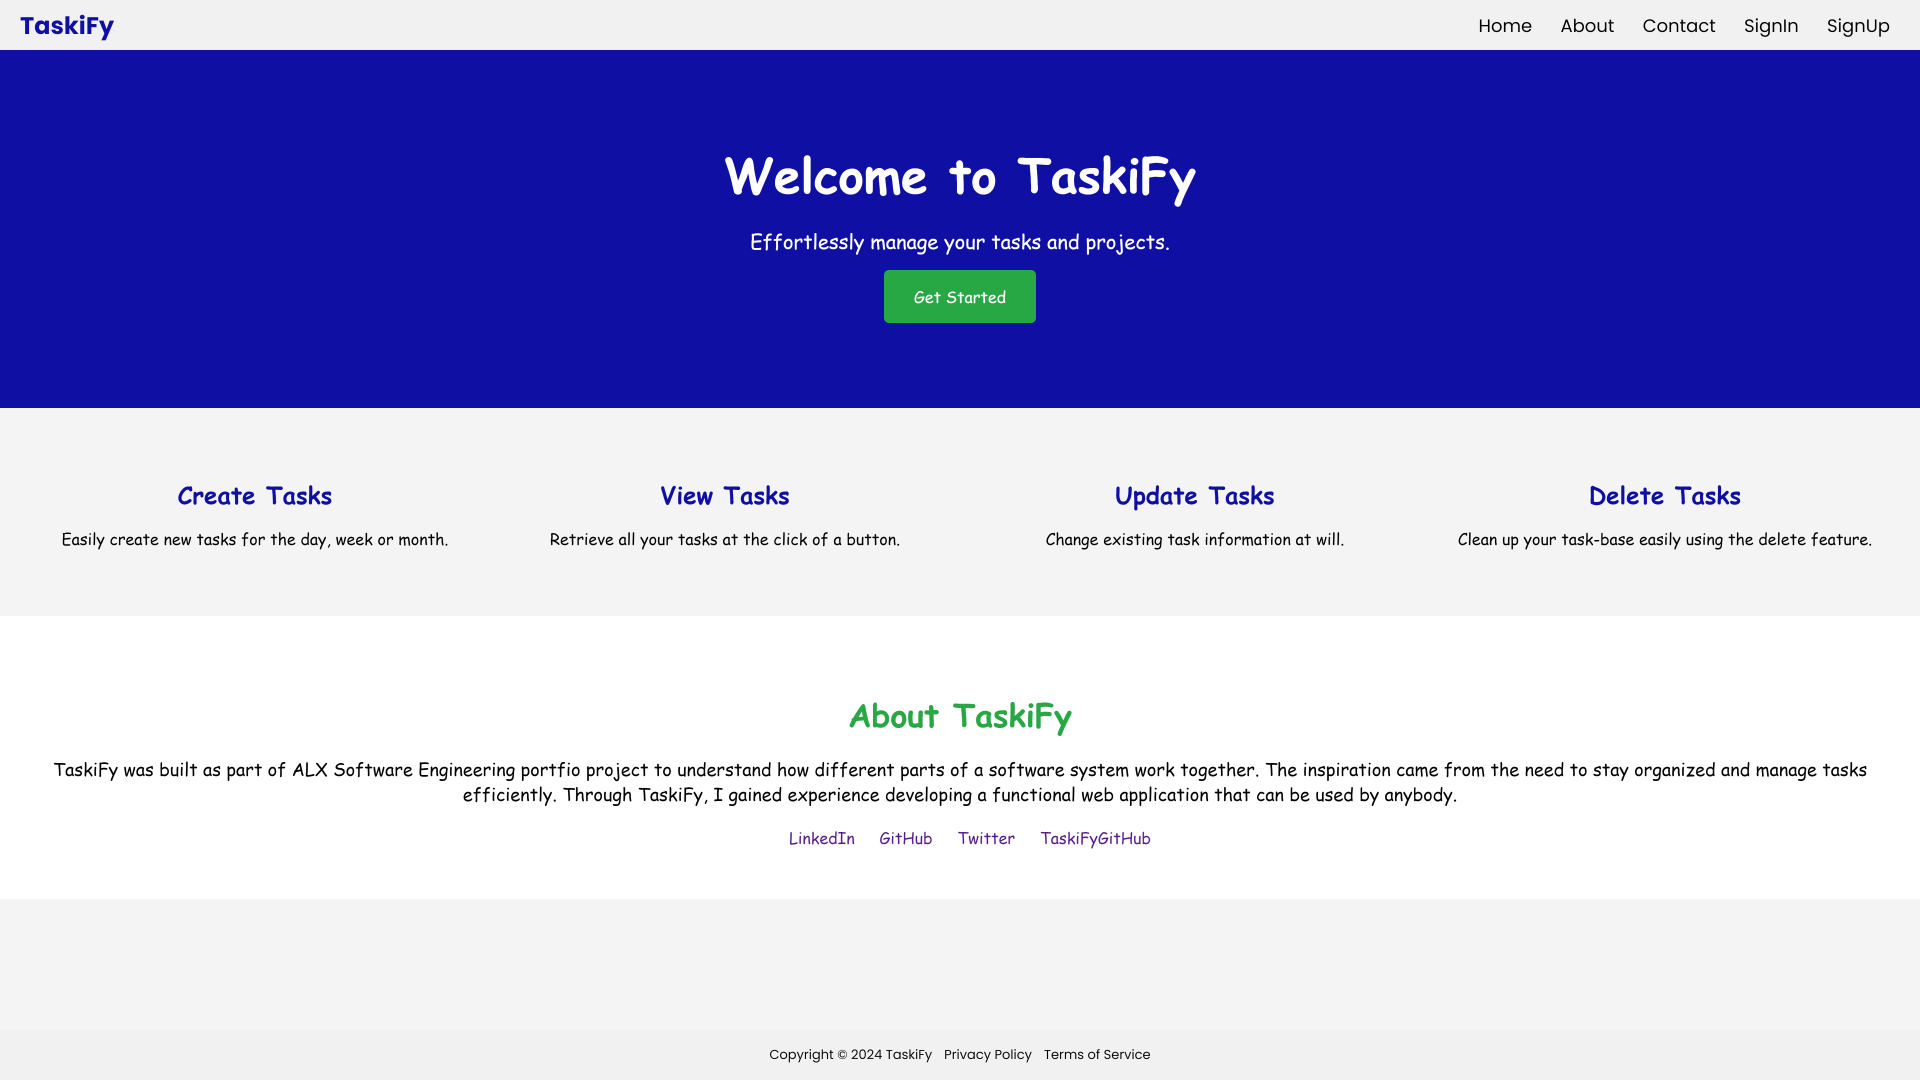 TaskiFy
Home About Contact SignIn SignUp
Welcome to TaskiFy
Effortlessly manage your tasks and projects.
Get Started
Create Tasks
Easily create new tasks for the day, week or month.
View Tasks
Retrieve all your tasks at the click of a button.
Update Tasks
Change existing task information at will.
Delete Tasks
Clean up your task-base easily using the delete feature.
About TaskiFy
TaskiFy was built as part of ALX Software Engineering portfio project to understand how different parts of a software system work together. The inspiration came from the need to stay organized and manage tasks
efficiently. Through TaskiFy, I gained experience developing a functional web application that can be used by anybody.
LinkedIn GitHub Twitter TaskiFyGitHub
Copyright © 2024 TaskiFy Privacy Policy Terms of Service